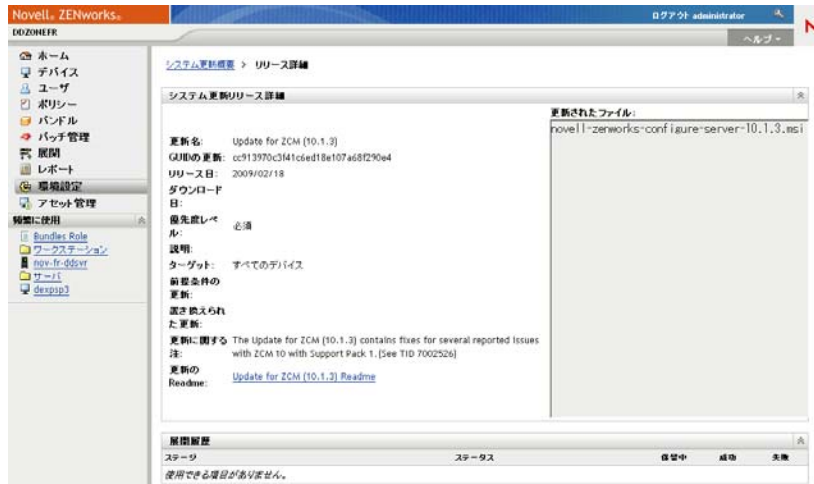 Novell® ZENworks®
ログアウト administrator
N
DDZONEFR
ヘルプ
ホーム
デバイス
ユーザ
ポリシー
バンドル
パッチ管理
展開
レポート
環境設定
アセット管理
頻繁に使用
Bundles Role
ワークステーション
nov-fr-ddsvr
サーバ
dexpsp3
システム更新概要 > リリース詳細
システム更新リリース詳細
更新名: Update for ZCM (10.1.3)
GUIDの更新: cc913970c3f41c6ed18e107a68f290e4
リリース日: 2009/02/18
ダウンロード
日:
優先度レベ
ル: 必須
説明:
ターゲット: すべてのデバイス
前提条件の
更新:
置き換えられ
た更新:
更新に関する
注: The Update for ZCM (10.1.3) contains fixes for several reported issues
with ZCM 10 with Support Pack 1. (See TID 7002526)
更新の
Readme: Update for ZCM (10.1.3) Readme
更新されたファイル:
novell-zenworks-configure-server-10.1.3.msi
展開履歴
ステージ ステータス 保留中 成功 失敗
使用できる項目がありません。